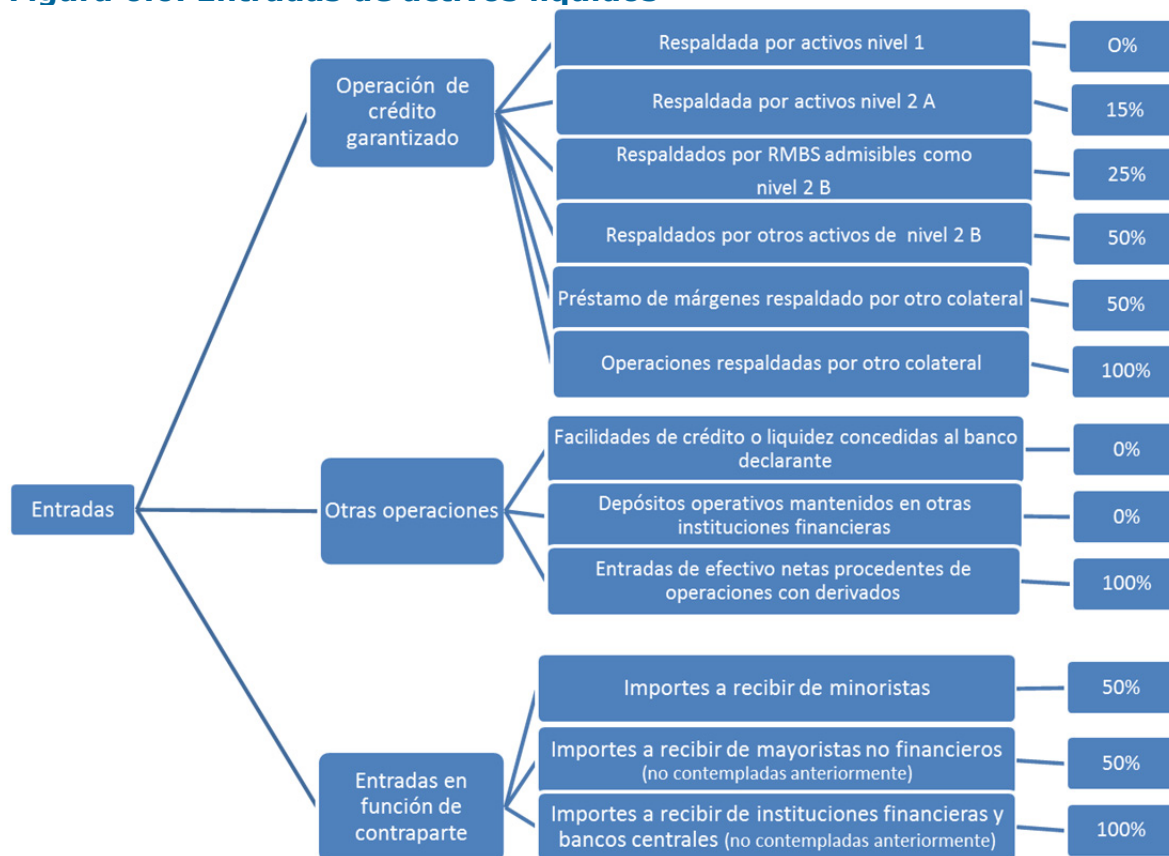 Respaldada por activos nivel 1
O%
Operación de
crédito
garantizado
Respaldada por activos nivel 2 A
15%
Respaldados por RMBS admisibles como
nivel 2 B
25%
Respaldados por otros activos de nivel 2 B
50%
Préstamo de márgenes respaldado por otro colateral
50%
Operaciones respaldadas por otro colateral
100%
Entradas
Otras operaciones
Facilidades de crédito o liquidez concedidas al banco
declarante
0%
Depósitos operativos mantenidos en otras
instituciones financieras
0%
Entradas de efectivo netas procedentes de
operaciones con derivados
100%
Entradas en
función de
contraparte
Importes a recibir de minoristas
50%
Importes a recibir de mayoristas no financieros
(no contempladas anteriormente)
50%
Importes a recibir de instituciones financieras y
bancos centrales (no contempladas anteriormente)
100%